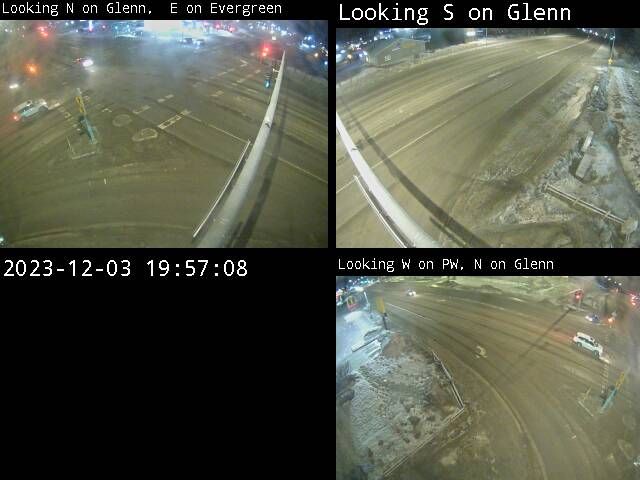 Looking N on Glenn, E on Evergreen
Looking S on Glenn
2023-12-03 19:57:08
Looking W on PW, N on Glenn